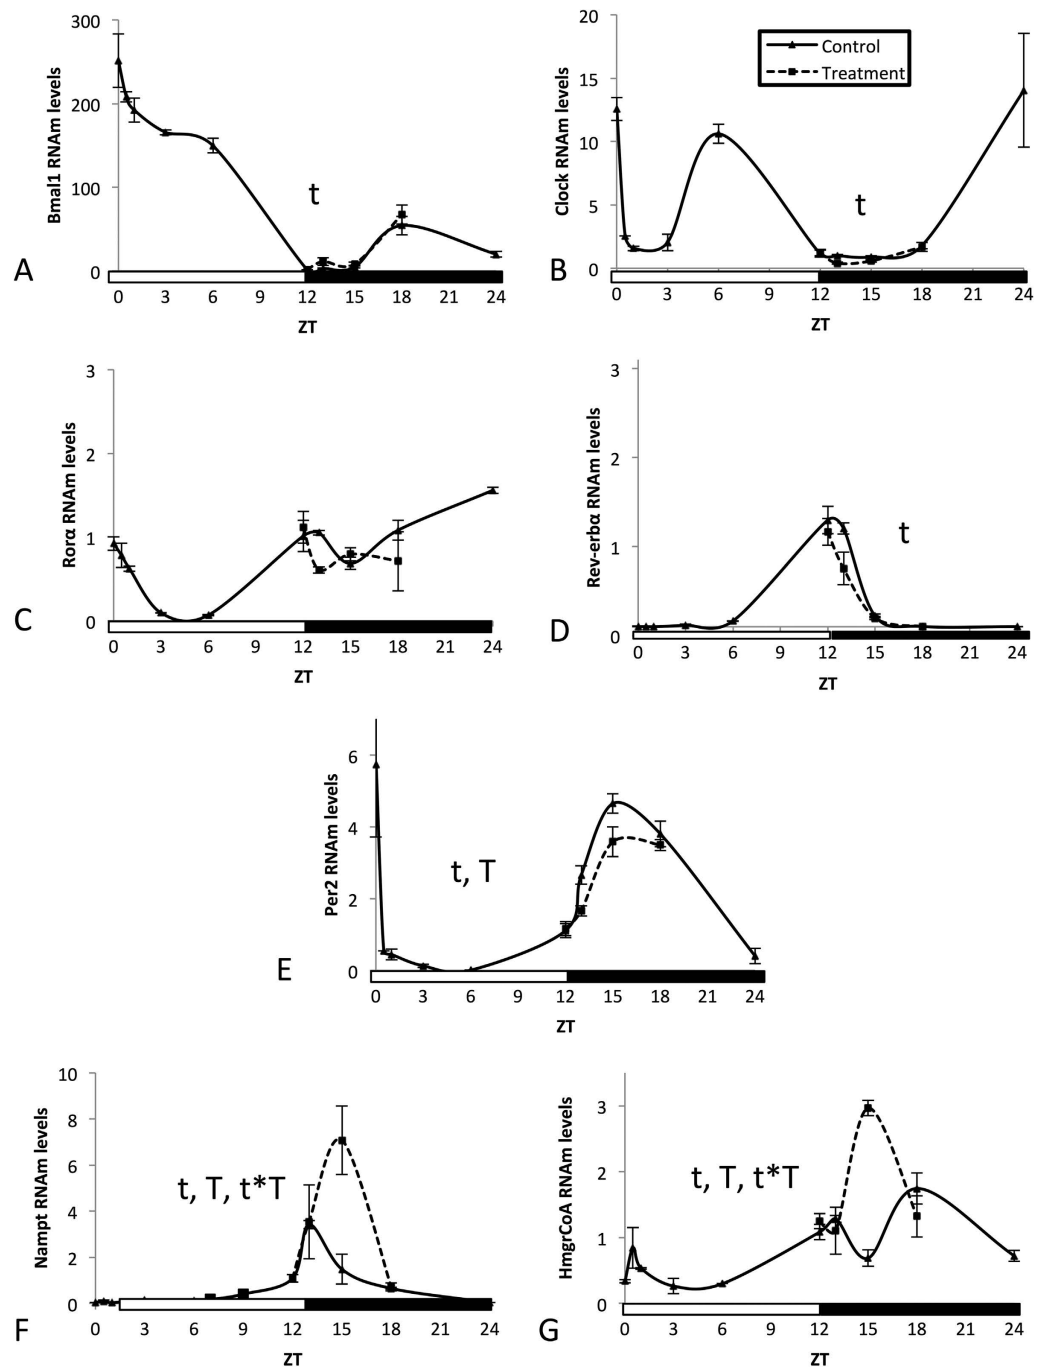 300
200
100
0
Bmal1 RNAm levels
t
A
0 3 6 9 12 15 18 21 24
ZT
20
15
10
5
0
Clock RNAm levels
Control
Treatment
t
B
0 3 6 9 12 15 18 21 24
ZT
3
2
1
0
Rorα RNAm levels
C
0 3 6 9 12 15 18 21 24
ZT
3
2
1
0
Rev-erbα RNAm levels
t
D
0 3 6 9 12 15 18 21 24
ZT
6
4
2
0
Per2 RNAm levels
t, T
E
0 3 6 9 12 15 18 21 24
ZT
10
8
6
4
2
0
Nampt RNAm levels
t, T, t*T
F
0 3 6 9 12 15 18 21 24
ZT
3
2
1
0
HmgrCoA RNAm levels
t, T, t*T
G
0 3 6 9 12 15 18 21 24
ZT